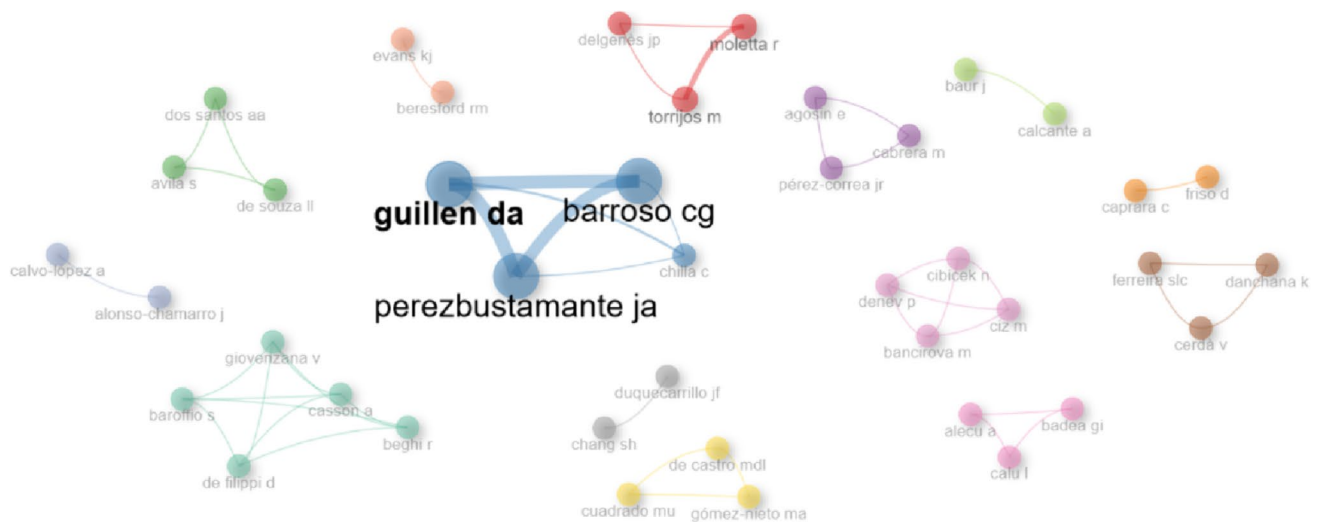 delgenès jp
moletta r
evans kj
baur j
beresford rm
torrijos m
dos santos aa
agosin e
calcante a
cabrera m
avila s
pérez-correa jr
de souza ll
friso d
caprara c
guillen da
barroso cg
calvo-lópez a
chilla c
cibicek n
ferreira slc
danchana k
perezbustamante ja
deney p
alonso-chamarro j
ciz m
bancirova m
cerdà v
giovenzana v
duquecarrillo jf
baroffio s
casson a
alecu a
badea gi
beghi r
chang sh
de castro mdl
calu l
de filippi d
cuadrado mu
gómez-nieto ma